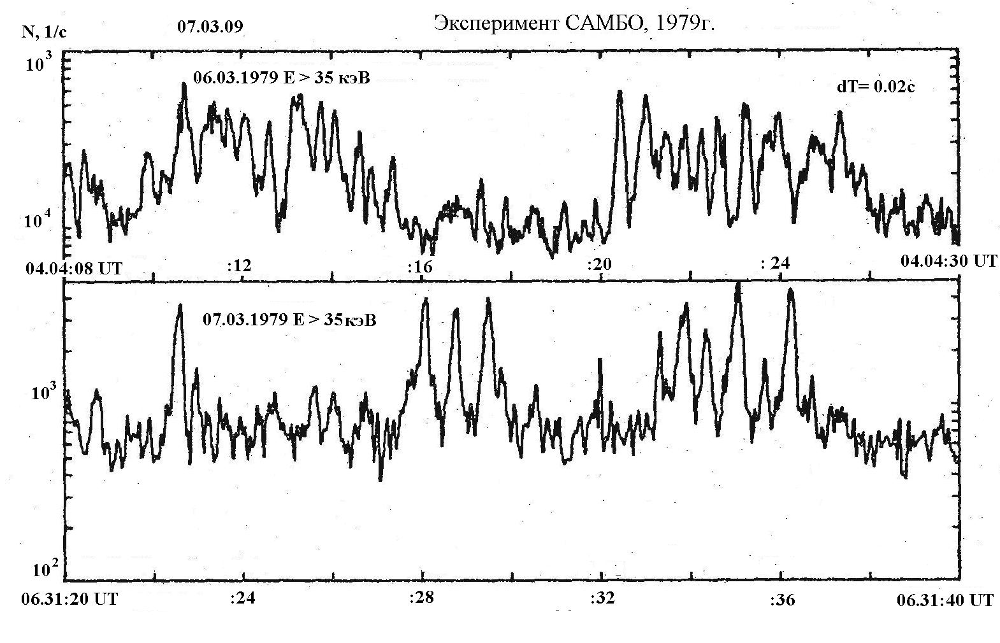 Эксперимент САМБО, 1979г.
N, 1/c
07.03.09
10³
06.03.1979 E > 35 кэВ
dT= 0.02c
10⁴
04.04:08 UT
:12
:16
:20
: 24
04.04:30 UT
07.03.1979 E > 35кэВ
10³
10²
06.31:20 UT
:24
:28
:32
:36
06.31:40 UT